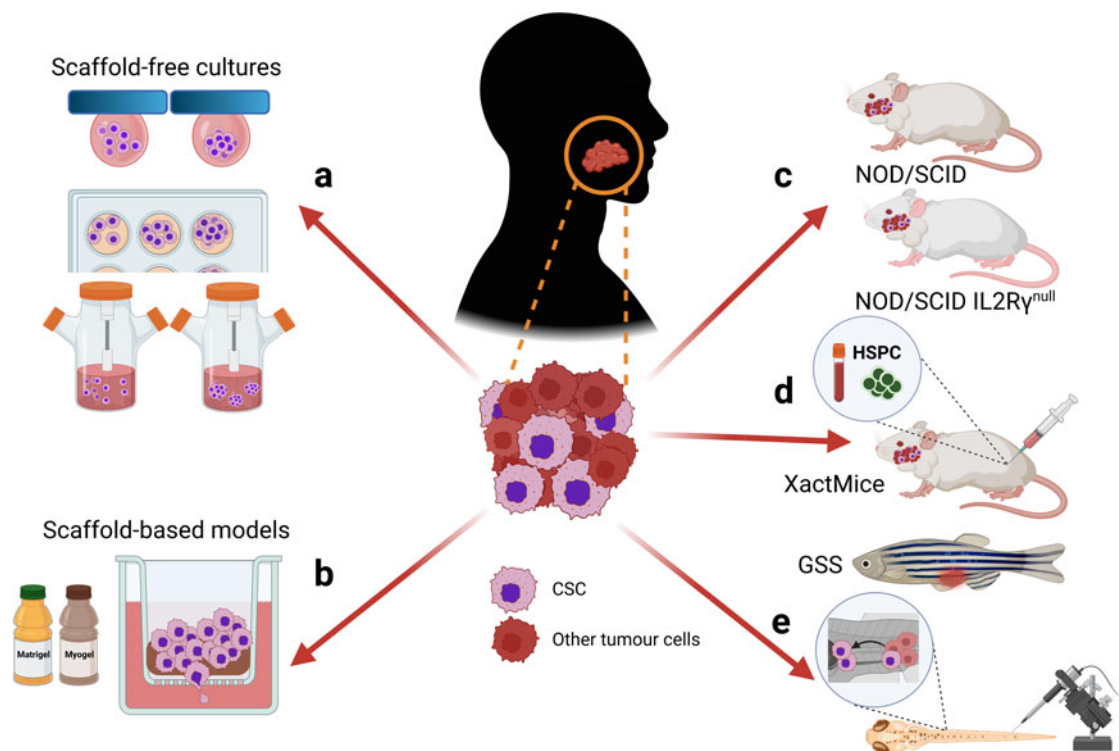 Scaffold-free cultures
a
c
NOD/SCID
NOD/SCID IL2Rγnull
HSPC
d
XactMice
Scaffold-based models
b
Matrigel
Myogel
CSC
Other tumour cells
GSS
e